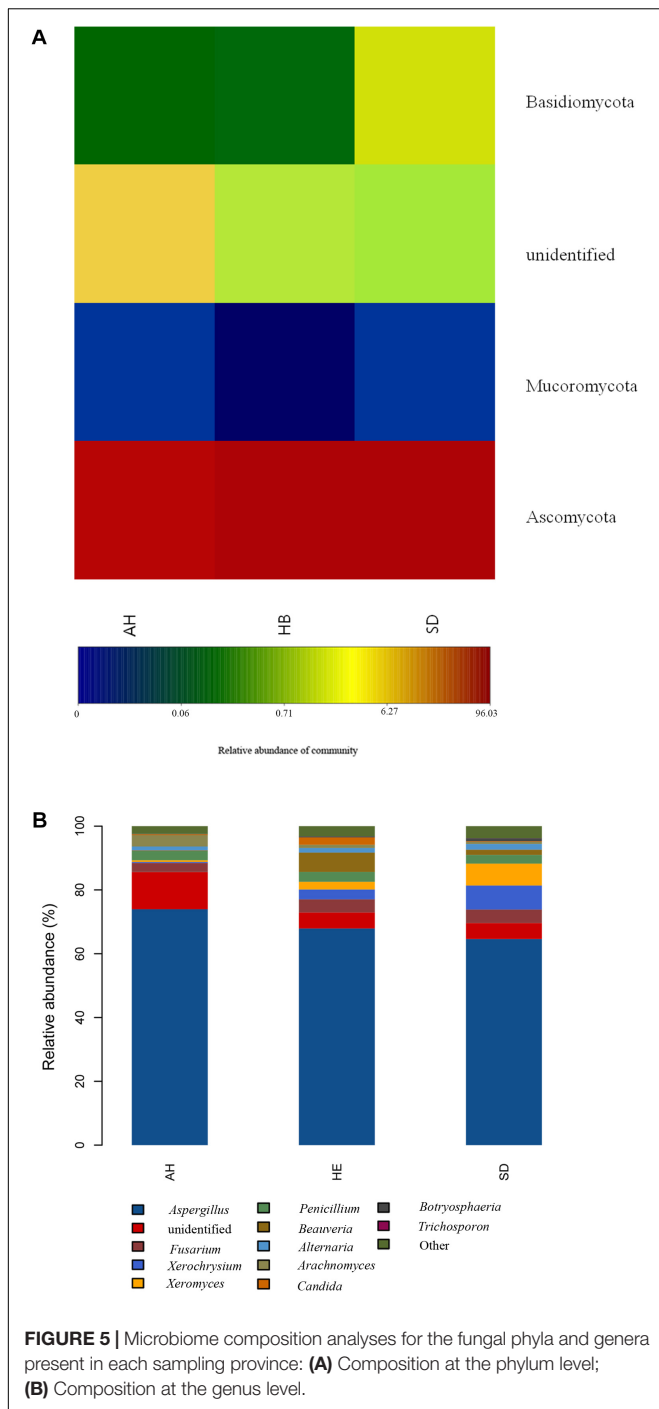 A
Basidiomycota
unidentified
Mucoromycota
Ascomycota
AH HB SD
0 0.06 0.71 6.27 96.03
Relative abundance of community
B
Relative abundance (%)
100
80
60
40
20
0
AH HE SD
Aspergillus Penicillium Botryosphaeria
unidentified Beauveria Trichosporon
Fusarium Alternaria Other
Xerochrysium Arachnomyces
Xeromyces Candida
FIGURE 5 | Microbiome composition analyses for the fungal phyla and genera
present in each sampling province: (A) Composition at the phylum level;
(B) Composition at the genus level.